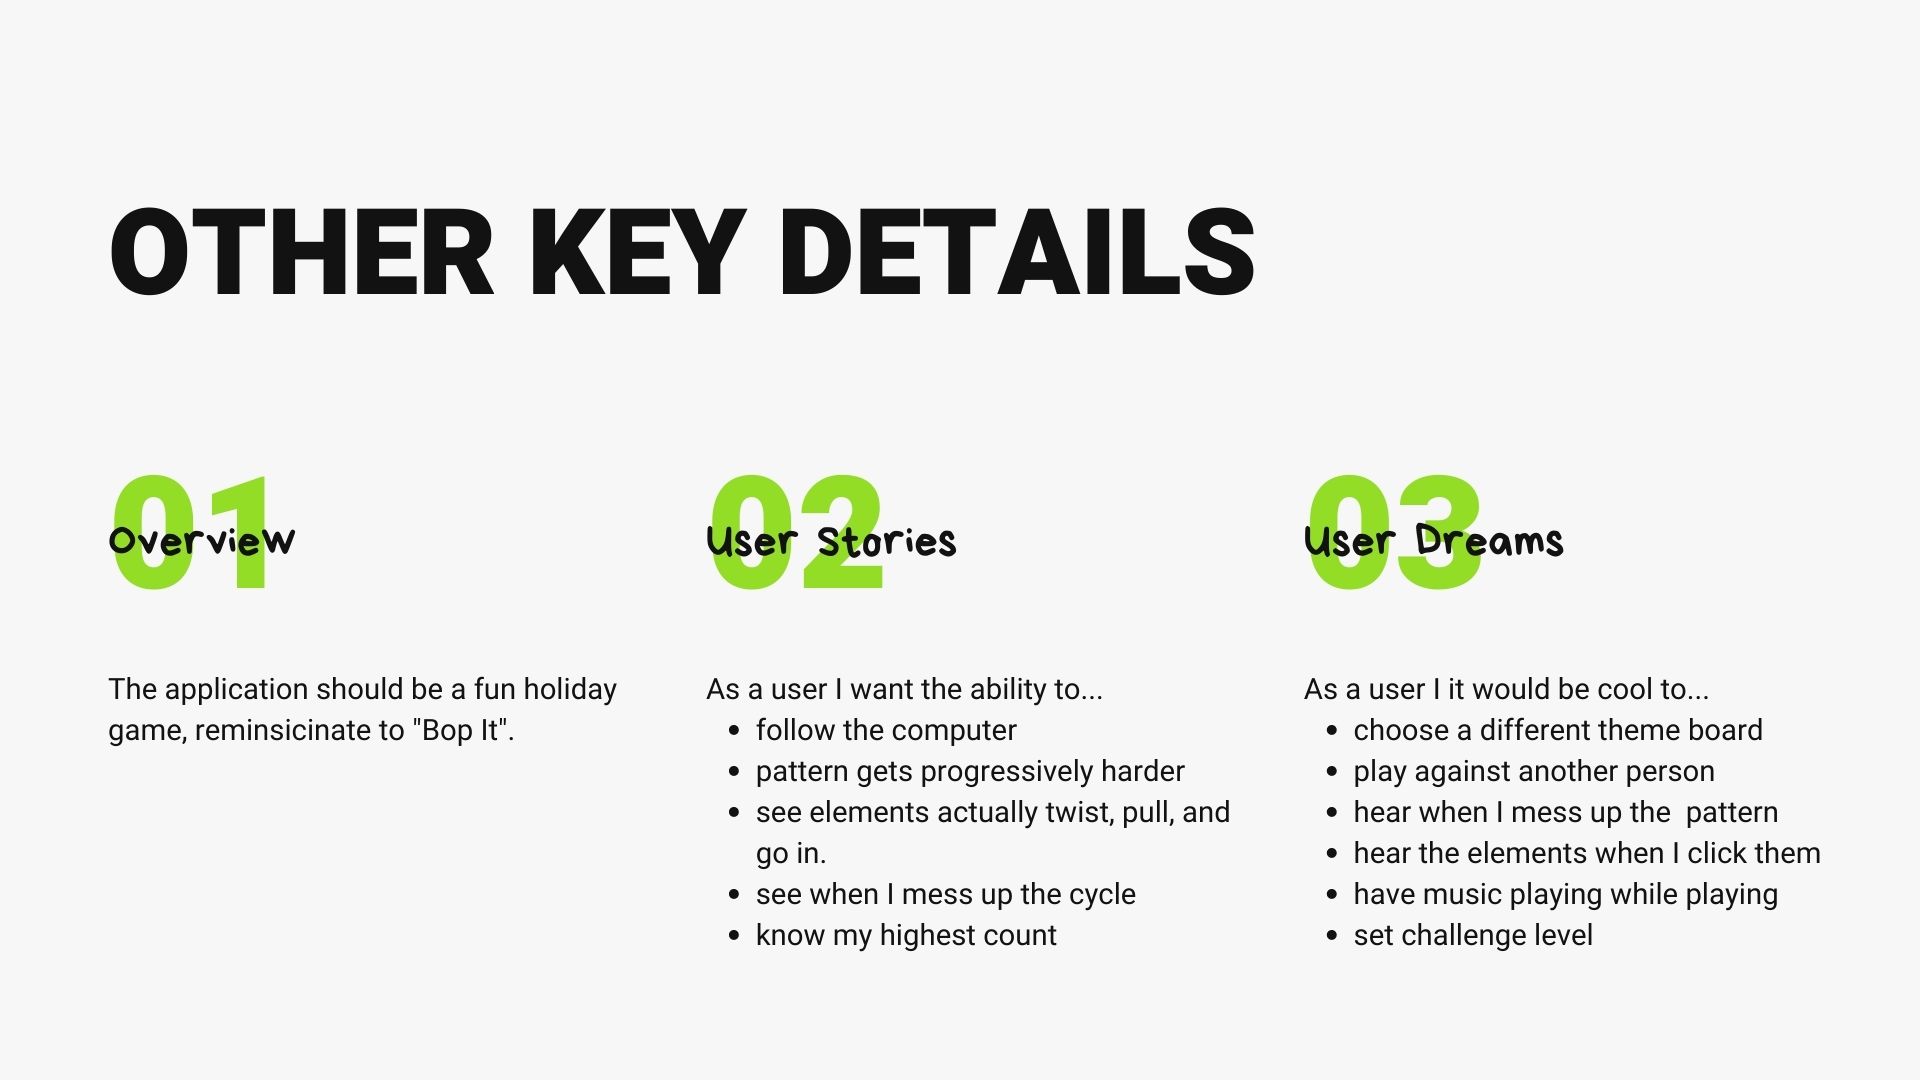 OTHER KEY DETAILS
01
Overview
The application should be a fun holiday
game, reminsicinate to "Bop It".
02
User Stories
As a user I want the ability to...
• follow the computer
• pattern gets progressively harder
• see elements actually twist, pull, and
go in.
• see when I mess up the cycle
• know my highest count
03
User Dreams
As a user I it would be cool to...
• choose a different theme board
• play against another person
• hear when I mess up the  pattern
• hear the elements when I click them
• have music playing while playing
• set challenge level